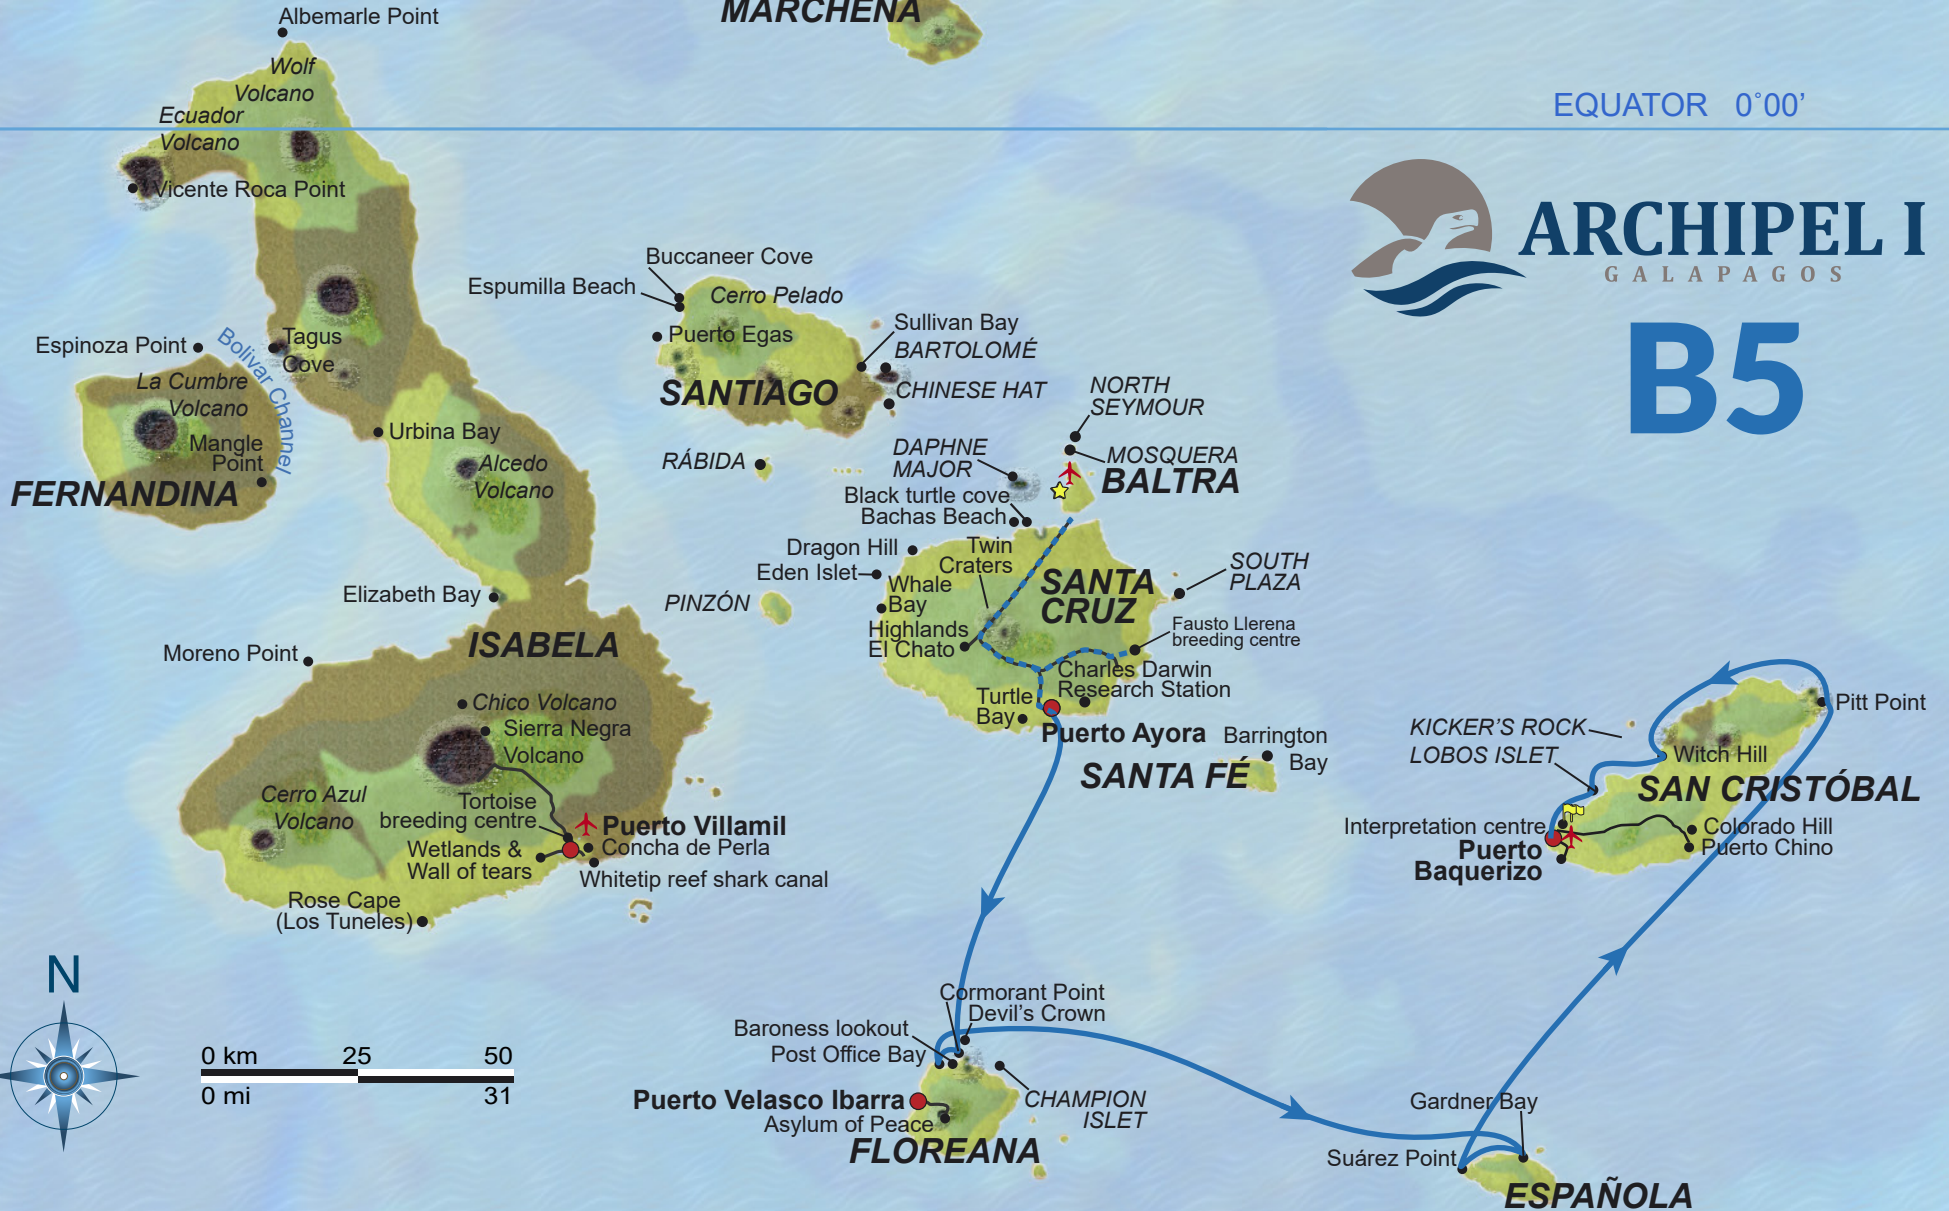 MARCHENA
Albemarle Point
Wolf
Volcano
Ecuador
Volcano
Vicente Roca Point
EQUATOR 0°00'
ARCHIPEL I
GALAPAGOS
B5
Buccaneer Cove
Espumilla Beach
Cerro Pelado
Puerto Egas
Sullivan Bay
BARTOLOMÉ
SANTIAGO
CHINESE HAT
Espinoza Point
Bolivar Channel
Tagus
Cove
La Cumbre
Volcano
Mangle
Point
FERNANDINA
Urbina Bay
Alcedo
Volcano
NORTH
SEYMOUR
RÁBIDA
DAPHNE
MAJOR
MOSQUERA
BALTRA
Black turtle cove
Bachas Beach
Dragon Hill
Twin
Craters
Eden Islet
Whale
Bay
SANTA
CRUZ
SOUTH
PLAZA
PINZÓN
Highlands
El Chato
Fausto Llerena
breeding centre
Charles Darwin
Research Station
Turtle
Bay
Puerto Ayora
Barrington
Bay
SANTA FÉ
Elizabeth Bay
ISABELA
Moreno Point
Chico Volcano
Sierra Negra
Volcano
Cerro Azul
Volcano
Tortoise
breeding centre
Puerto Villamil
Wetlands &
Wall of tears
Concha de Perla
Whitetip reef shark canal
Rose Cape
(Los Tuneles)
Pitt Point
KICKER'S ROCK
LOBOS ISLET
Witch Hill
SAN CRISTÓBAL
Interpretation centre
Puerto
Baquerizo
Colorado Hill
Puerto Chino
N
0 km 25 50
0 mi 31
Cormorant Point
Devil's Crown
Baroness lookout
Post Office Bay
Puerto Velasco Ibarra
Asylum of Peace
CHAMPION
ISLET
FLOREANA
Gardner Bay
Suárez Point
ESPAÑOLA